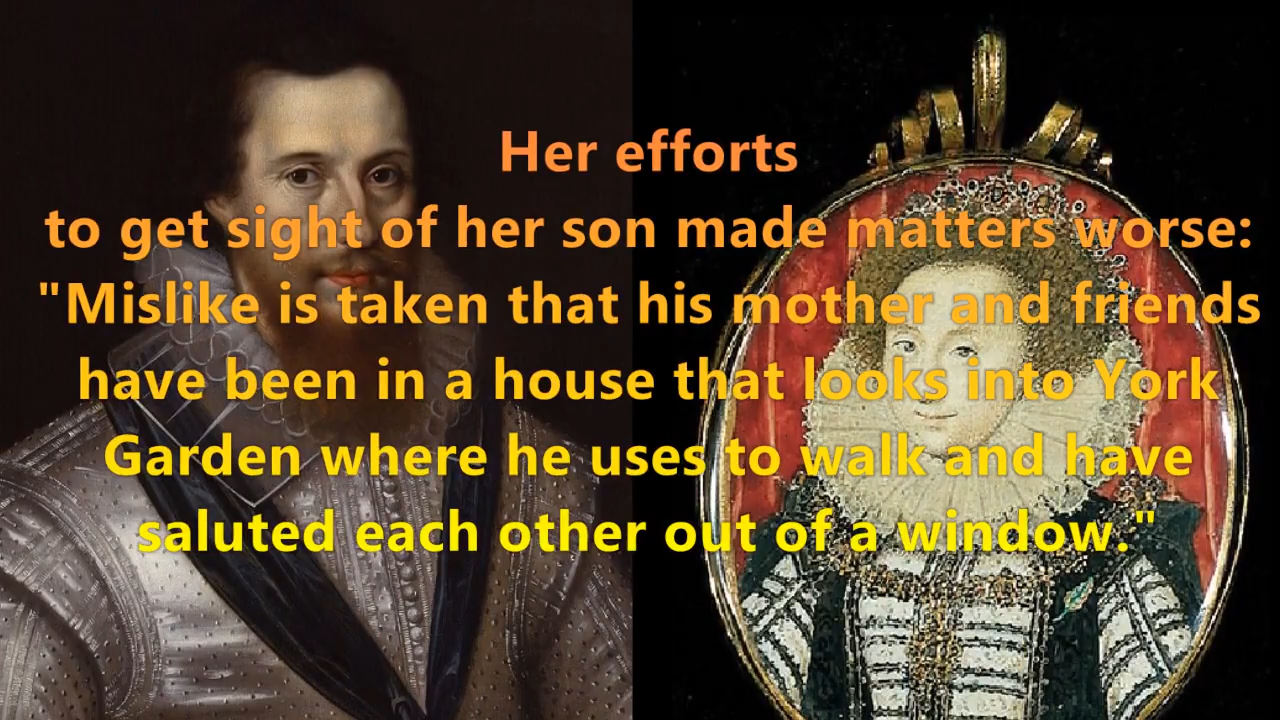 Her efforts
to get sight of her son made matters worse:
"Mislike is taken that his mother and friends
have been in a house that looks into York
Garden where he uses to walk and have
saluted each other out of a window."